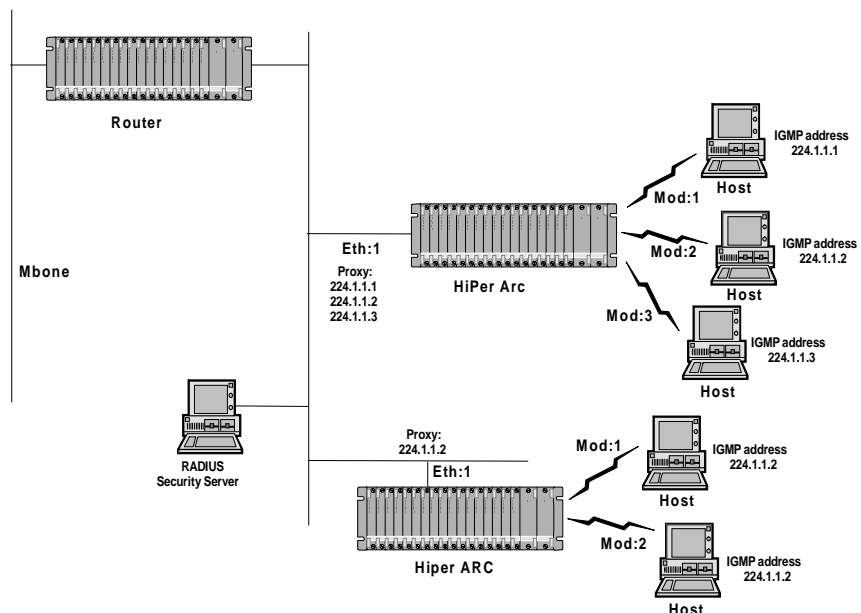 Router
IGMP address
224.1.1.1
Host
Mod:1
Mbone
Eth:1
Proxy:
224.1.1.1
224.1.1.2
224.1.1.3
HiPer Arc
Mod:2
IGMP address
224.1.1.2
Host
Mod:3
IGMP address
224.1.1.3
Host
RADIUS
Security Server
Proxy:
224.1.1.2
Eth:1
Mod:1
IGMP address
224.1.1.2
Host
Hiper ARC
Mod:2
IGMP address
224.1.1.2
Host